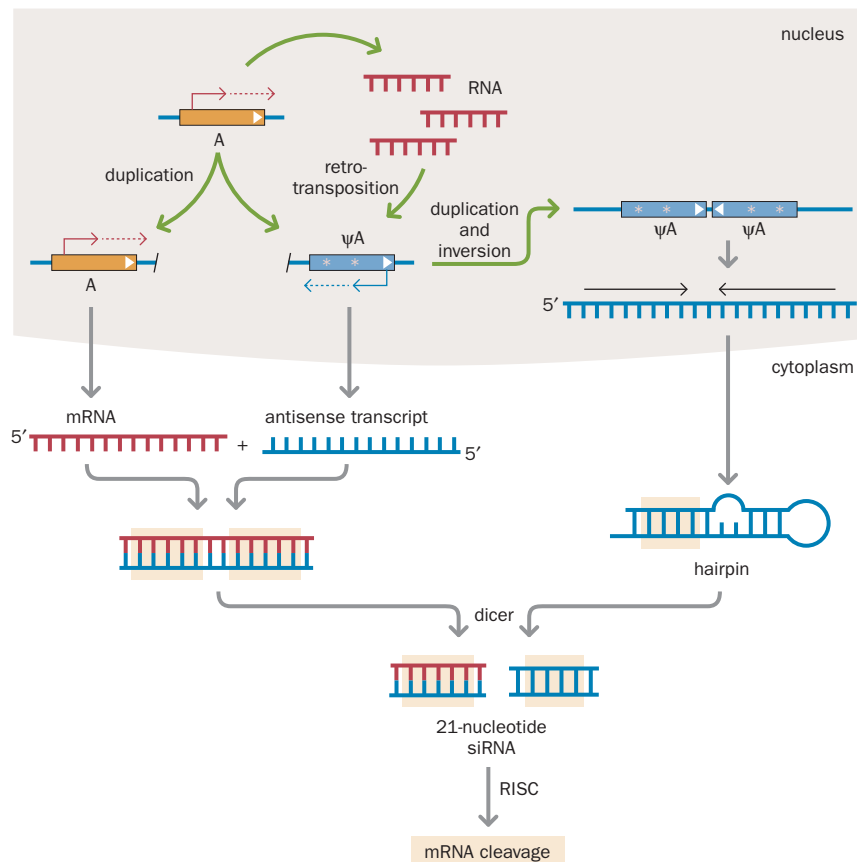 nucleus
RNA
A
duplication
retro-
transposition
duplication
and
inversion
ψA
* *
A
* *
* *
ψA
ψA
5′
cytoplasm
mRNA
antisense transcript
5′
+
5′
hairpin
dicer
21-nucleotide
siRNA
RISC
mRNA cleavage